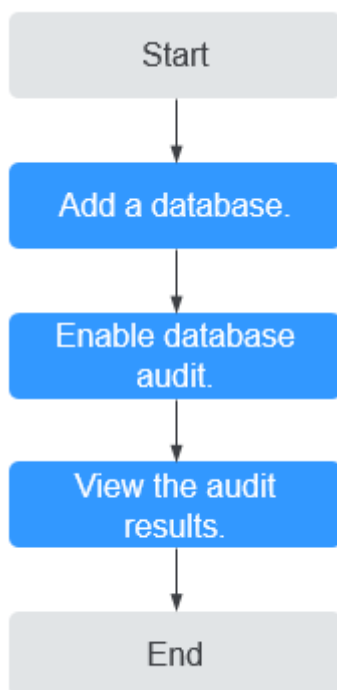 Start
Add a database.
Enable database
audit.
View the audit
results.
End